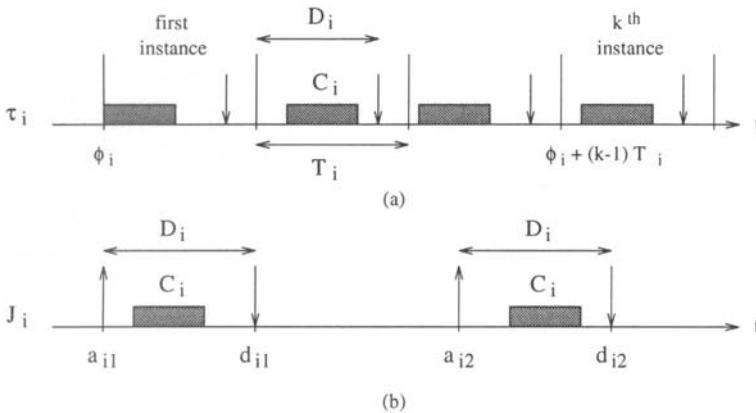 first
instance
D i
k th
instance
C i
τ i
ϕ i
T i
ϕ i + (k-1) T i
(a)
D i
D i
C i
C i
J i
a i1
d i1
a i2
d i2
(b)